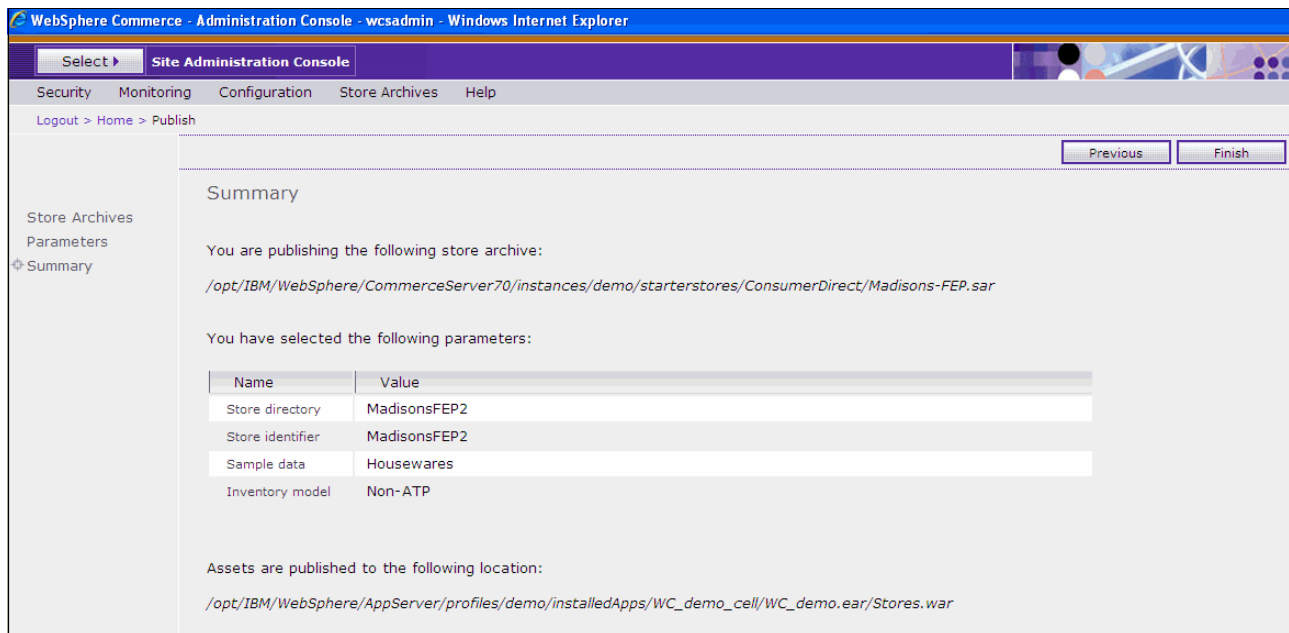 WebSphere Commerce - Administration Console - wcsadmin - Windows Internet Explorer
Select Site Administration Console
Security Monitoring Configuration Store Archives Help
Logout > Home > Publish
Previous Finish
Summary
Store Archives
Parameters
Summary
You are publishing the following store archive:
/opt/IBM/WebSphere/CommerceServer70/instances/demo/starterstores/ConsumerDirect/Madisons-FEP.sar
You have selected the following parameters:
Name Value
Store directory MadisonsFEP2
Store identifier MadisonsFEP2
Sample data Housewares
Inventory model Non-ATP
Assets are published to the following location:
/opt/IBM/WebSphere/AppServer/profiles/demo/installedApps/WC_demo_cell/WC_demo.ear/Stores.war